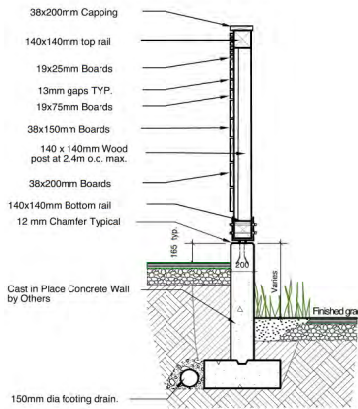 38x200mm Capping
140x140mm top rail
19x25mm Boards
13mm gaps TYP.
19x75mm Boards
38x150mm Boards
140 x 140mm Wood
post at 2.4m o.c. max.
38x200mm Boards
140x140mm Bottom rail
12 mm Chamfer Typical
165 typ.
200
Varies
Cast in Place Concrete Wall
by Others
Finished gra
150mm dia footing drain.